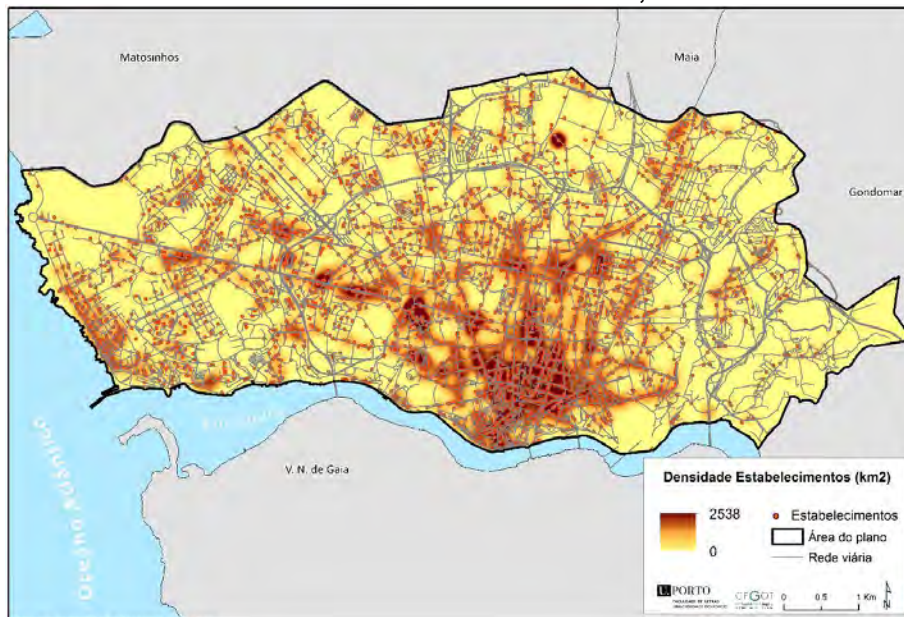 Matosinhos
Maia
Gondomar
Oceano Atlântico
V. N. de Gaia
Densidade Estabelecimentos (km2)
2538
0
Estabelecimentos
Área do plano
Rede viária
U. PORTO
CEGOT
0 0.5 1 Km
N